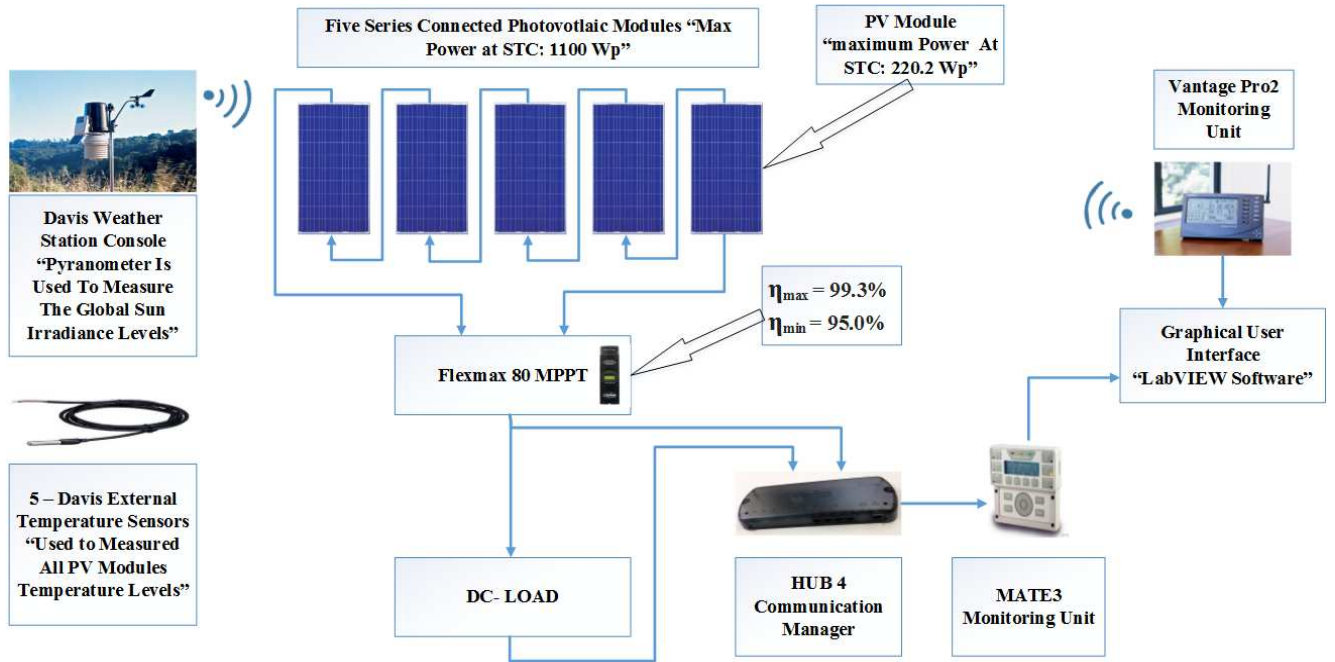 Five Series Connected Photovotlaic Modules “Max
Power at STC: 1100 Wp”
PV Module
“maximum Power At
STC: 220.2 Wp”
Vantage Pro2
Monitoring
Unit
Davis Weather
Station Console
“Pyranometer Is
Used To Measure
The Global Sun
Irradiance Levels”
ηmax = 99.3%
ηmin = 95.0%
Graphical User
Interface
“LabVIEW Software”
Flexmax 80 MPPT
5 – Davis External
Temperature Sensors
“Used to Measured
All PV Modules
Temperature Levels”
DC- LOAD
HUB 4
Communication
Manager
MATE3
Monitoring Unit